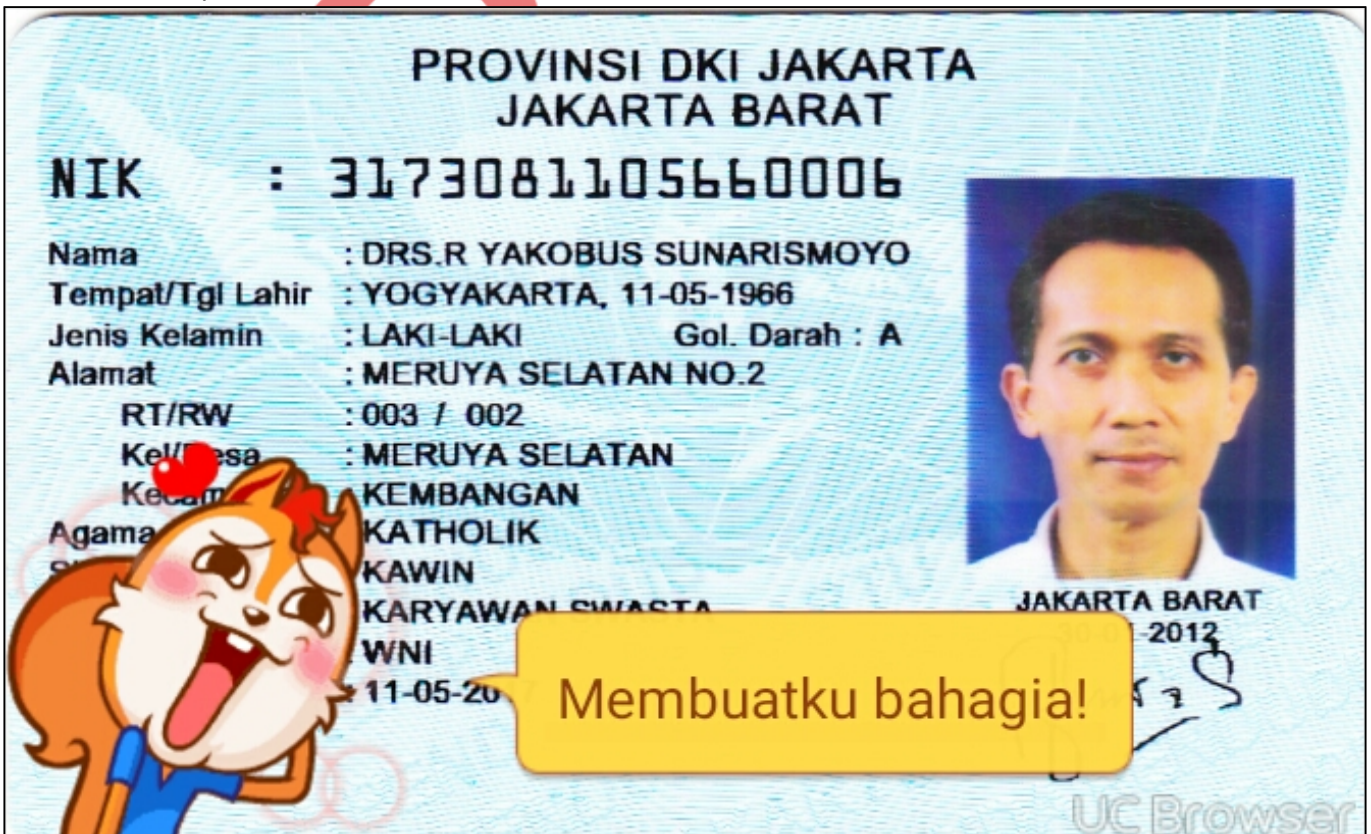 PROVINSI DKI JAKARTA
JAKARTA BARAT
NIK : 3173081105660006
Nama : DRS.R YAKOBUS SUNARISMOYO
Tempat/Tgl Lahir : YOGYAKARTA, 11-05-1966
Jenis Kelamin : LAKI-LAKI Gol. Darah : A
Alamat : MERUYA SELATAN NO.2
RT/RW : 003 / 002
: MERUYA SELATAN
KEMBANGAN
Agama KATHOLIK
KAWIN
KARYAWAN SWASTA
WNI
JAKARTA BARAT
Membuatku bahagia!
UC Browser